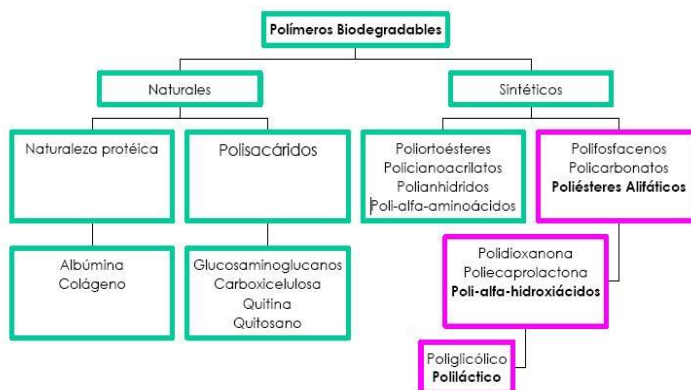 Polímeros Biodegradables
Naturales
Sintéticos
Naturaleza protéica
Polisacáridos
Poliortoésteres
Policianoacrilatos
Polianhidridos
Poli-alfa-aminoácidos
Polifosfacenos
Policarbonatos
Poliésteres Alifáticos
Albúmina
Colágeno
Glucosaminoglucanos
Carboxicelulosa
Quitina
Quitosano
Polidioxanona
Poliecaprolactona
Poli-alfa-hidroxiácidos
Poliglicólico
Poliláctico